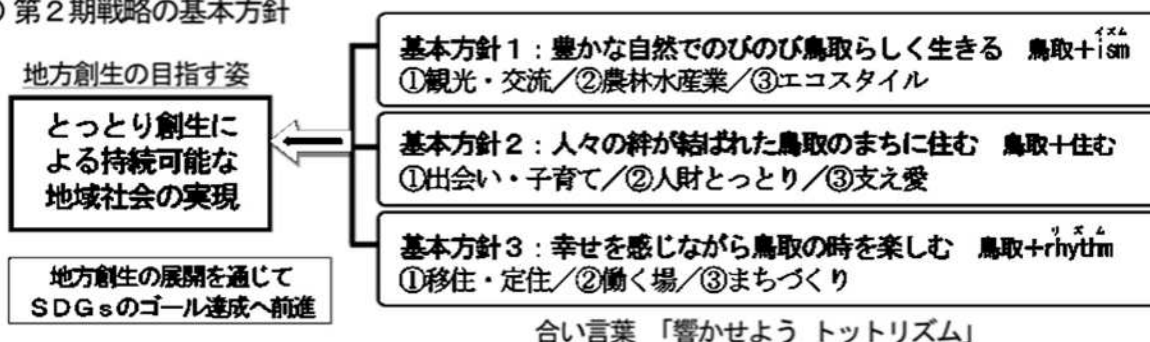 第2期戦略の基本方針
地方創生の目指す姿
とっとり創生に
よる持続可能な
地域社会の実現
地方創生の展開を通じて
SDGsのゴール達成へ前進
基本方針1:豊かな自然でのびのび鳥取らしく生きる 鳥取+ism
イズム
①観光・交流/②農林水産業/③エコスタイル
基本方針2:人々の絆が結ばれた鳥取のまちに住む 鳥取+住む
①出会い・子育て/②人財とっとり/③支え愛
基本方針3:幸せを感じながら鳥取の時を楽しむ 鳥取+rhythm
リズム
①移住・定住/②働く場/③まちづくり
合い言葉 「響かせよう トットリズム」